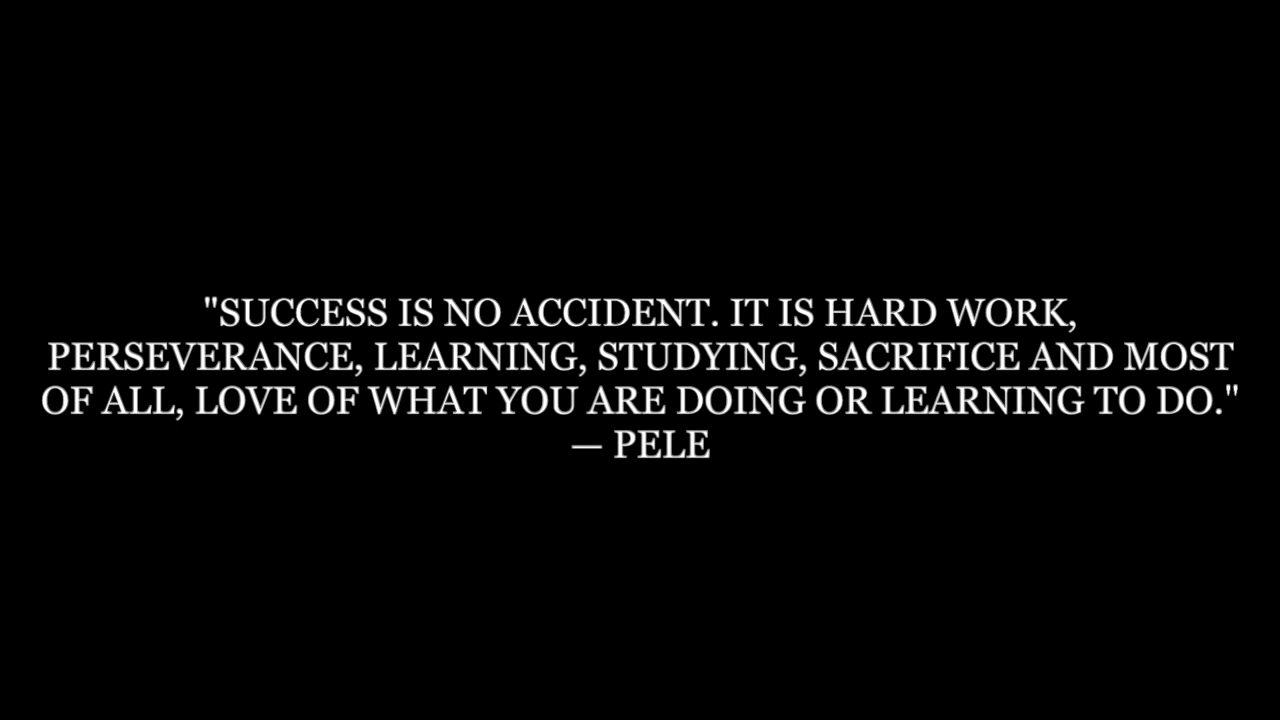 "SUCCESS IS NO ACCIDENT. IT IS HARD WORK,
PERSEVERANCE, LEARNING, STUDYING, SACRIFICE AND MOST
OF ALL, LOVE OF WHAT YOU ARE DOING OR LEARNING TO DO."
— PELE